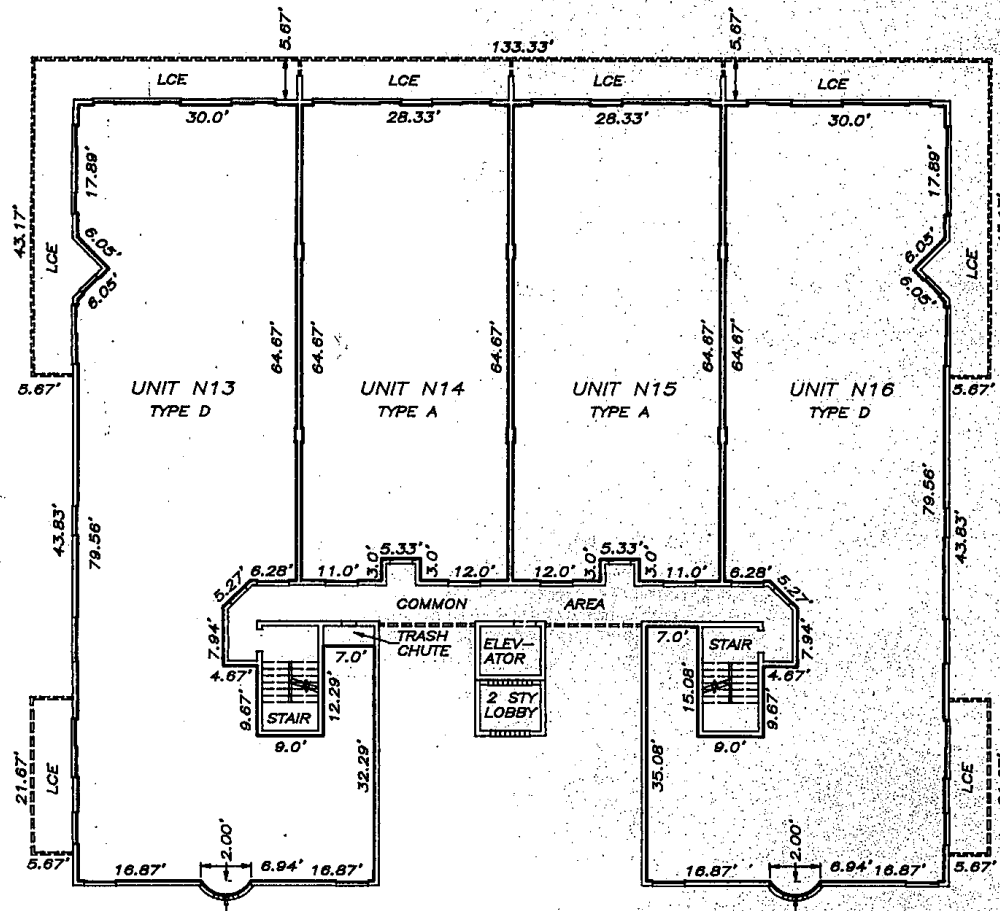 5.67'
133.33'
5.67'
LCE
LCE
LCE
LCE
30.0'
28.33'
28.33'
30.0'
17.89'
17.89'
43.17'
LCE
6.05'
6.05'
6.05'
6.05'
LCE
64.67'
64.67'
64.67'
64.67'
64.67'
5.67'
5.67'
UNIT N13
TYPE D
UNIT N14
TYPE A
UNIT N15
TYPE A
UNIT N16
TYPE D
43.83'
79.56'
79.56'
43.83'
5.27'
6.28'
11.0'
3.0'
5.33'
3.0'
12.0'
12.0'
3.0'
5.33'
3.0'
11.0'
6.28'
5.27'
COMMON
AREA
7.94'
4.67'
TRASH
CHUTE
7.0'
ELEV-
ATOR
7.0'
STAIR
7.94'
4.67'
9.67'
STAIR
12.29'
2 STY
LOBBY
15.08'
9.67'
9.0'
9.0'
21.67'
LCE
32.29'
35.08'
LCE
5.67'
16.87'
2.00'
6.94'
16.87'
16.87'
2.00'
6.94'
16.87'
5.67'